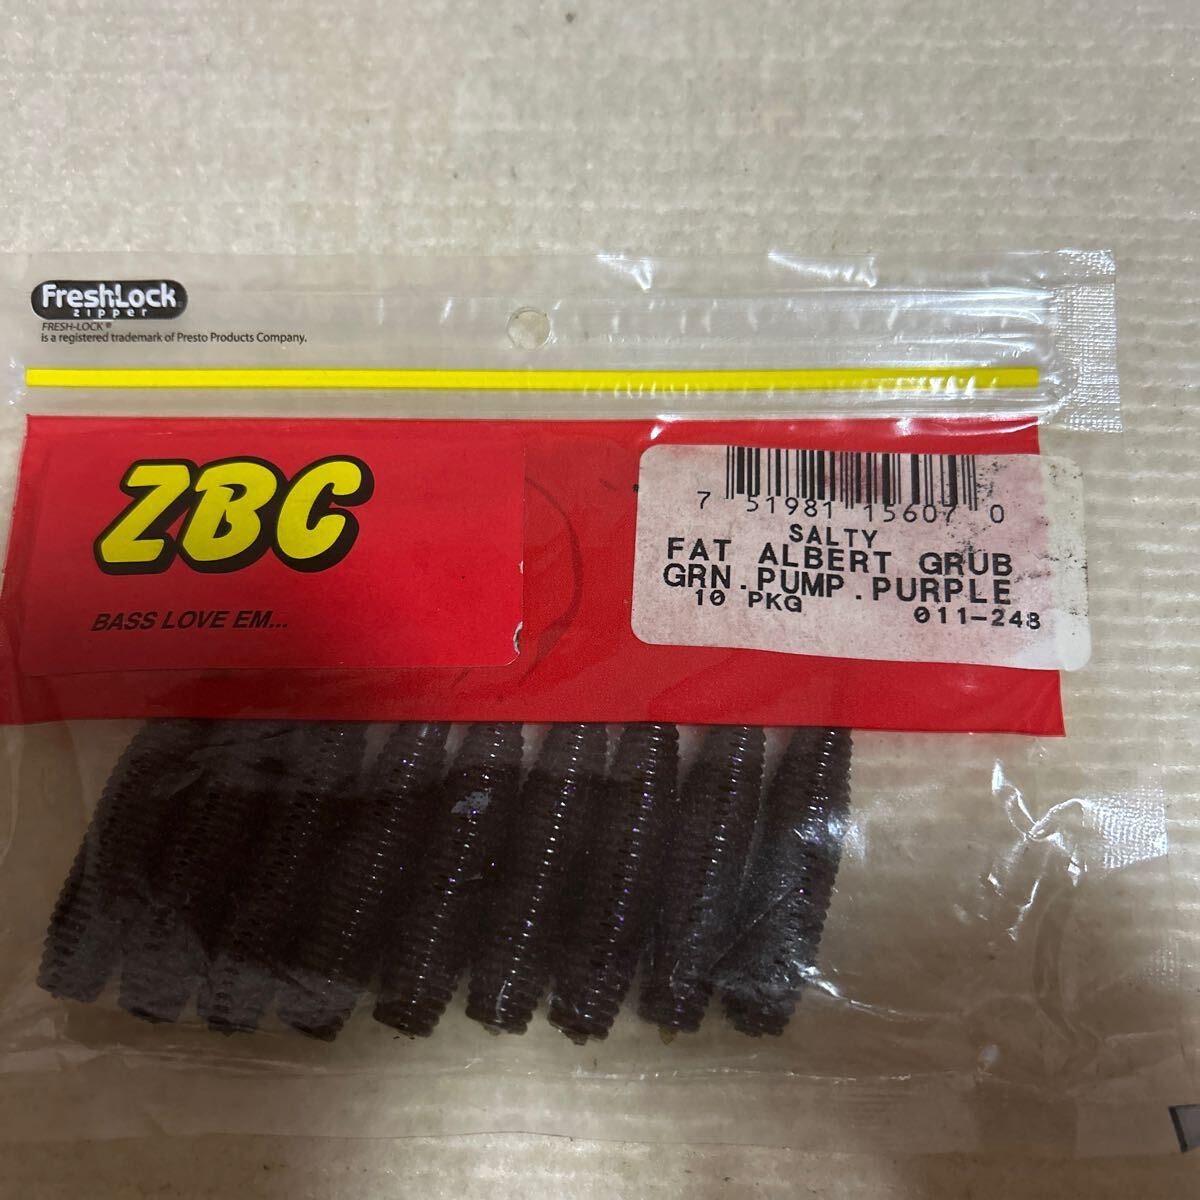 FreshLock
zipper
FRESH-LOCK ®
is a registered trademark of Presto Products Company.
ZBC
BASS LOVE EM...
7 51981 15607 0
SALTY
FAT ALBERT GRUB
GRN.PUMP.PURPLE
10 PKG
011-248